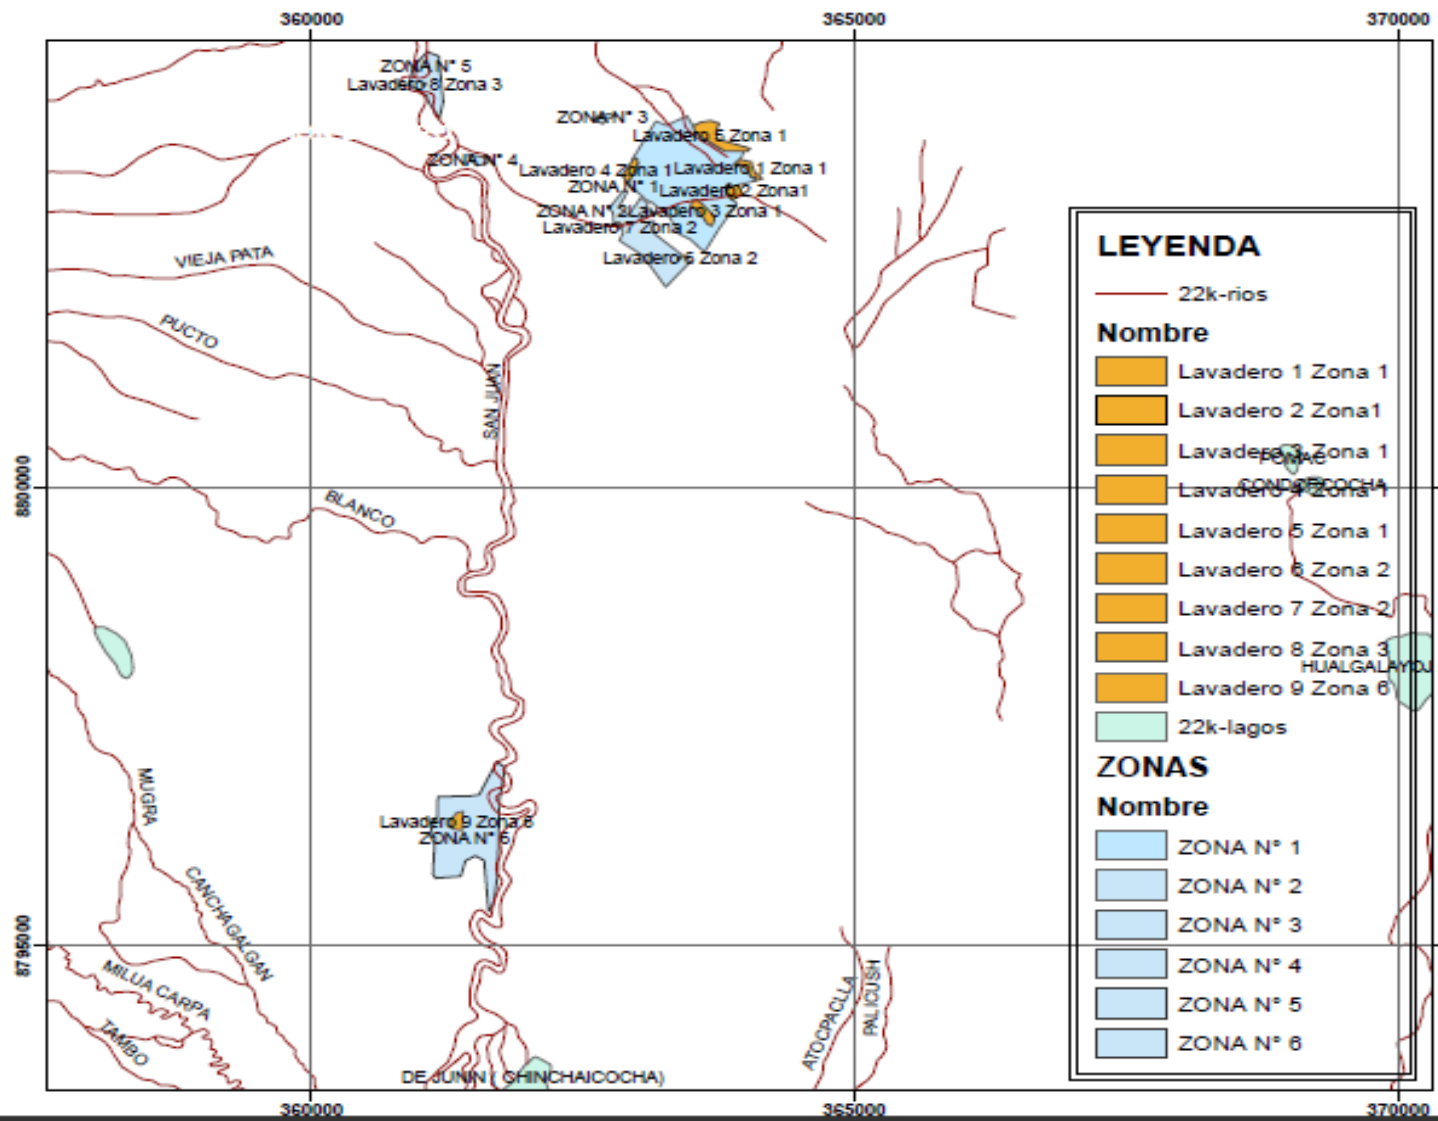 360000 365000 370000
ZONA N° 5
Lavadero 8 Zona 3
ZONA N° 3
Lavadero 5 Zona 1
ZONA N° 4
Lavadero 4 Zona 1
Lavadero 1 Zona 1
ZONA N° 1
Lavadero 2 Zona1
ZONA N° 2
Lavadero 3 Zona 1
Lavadero 7 Zona 2
Lavadero 6 Zona 2
VIEJA PATA
PUCTO
SAN JUAN
8800000
BLANCO
POMAC
CONDORCOCHA
HUALGALAYOJ
MUGRA
Lavadero 9 Zona 6
ZONA N° 6
CANCHAGALGAN
8795000
MILUA CARPA
TAMBO
ATOCPACLLA
PALICUSH
DE JUNIN ( CHINCHAICOCHA)
360000 365000 370000
LEYENDA
22k-rios
Nombre
Lavadero 1 Zona 1
Lavadero 2 Zona1
Lavadero 3 Zona 1
Lavadero 4 Zona 1
Lavadero 5 Zona 1
Lavadero 6 Zona 2
Lavadero 7 Zona 2
Lavadero 8 Zona 3
Lavadero 9 Zona 6
22k-lagos
ZONAS
Nombre
ZONA N° 1
ZONA N° 2
ZONA N° 3
ZONA N° 4
ZONA N° 5
ZONA N° 6